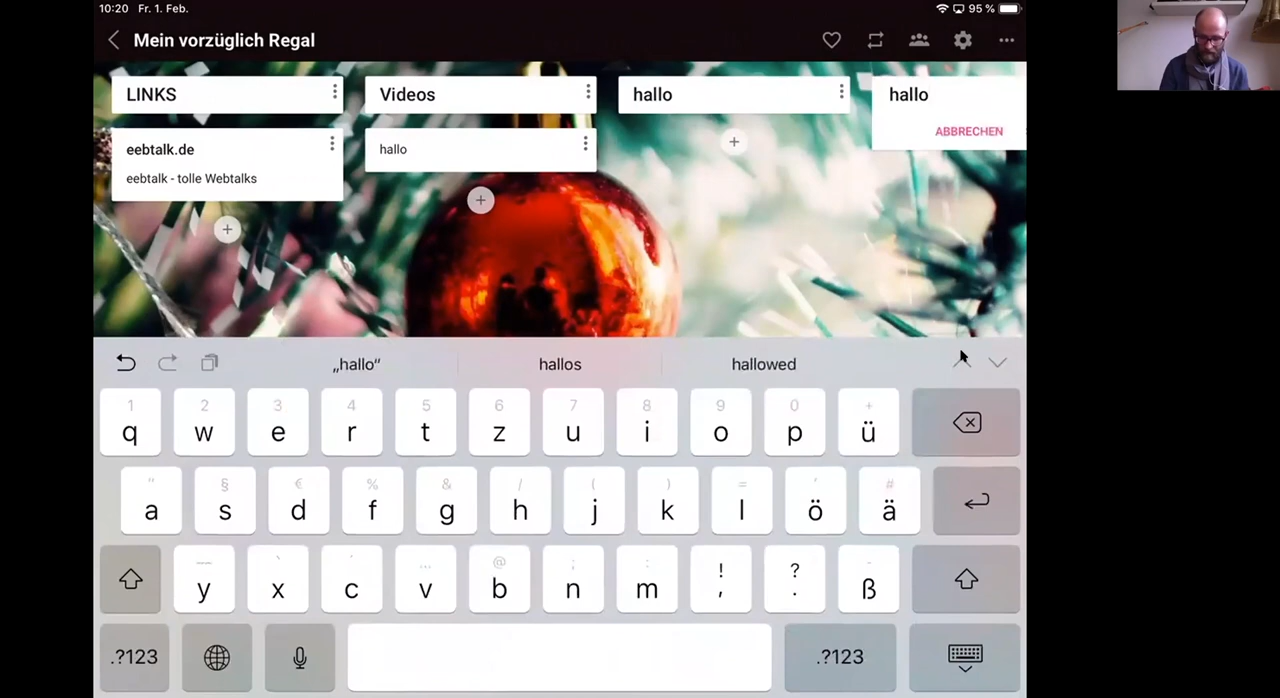 10:20 Fr. 1. Feb. 95 %
Mein vorzüglich Regal
LINKS Videos hallo hallo
ABBRECHEN
eebtalk.de hallo
eebtalk - tolle Webtalks
„hallo“ hallos hallowed
1 2 3 4 5 6 7 8 9 0 +
q w e r t z u i o p ü
" § € % & / ( ) = ' #
a s d f g h j k l ö ä
@ ; : ! ?
y x c v b n m , . ß
.?123 .?123